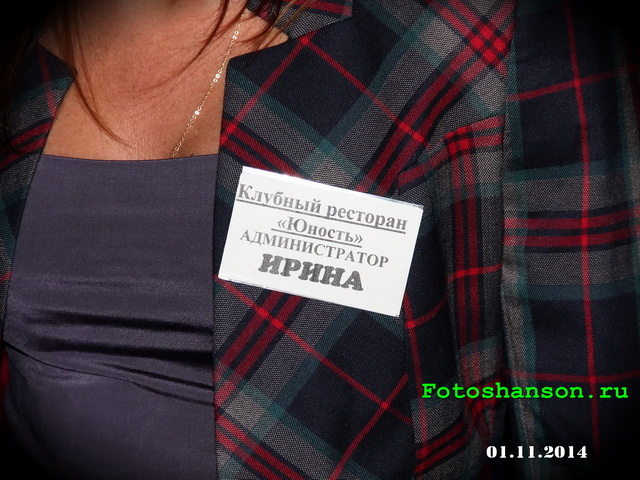 Клубный ресторан
«Юность»
АДМИНИСТРАТОР
ИРИНА
Fotoshanson.ru
01.11.2014